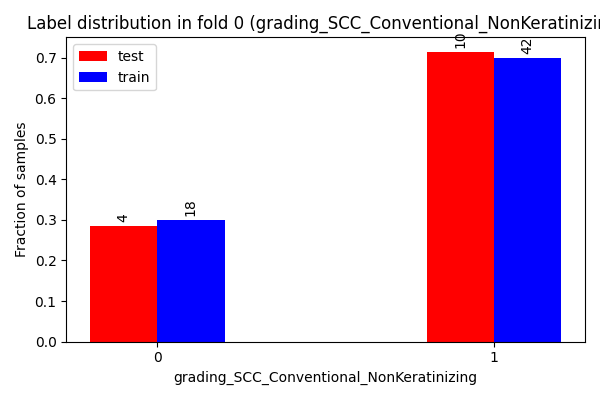 Label distribution in fold 0 (grading_SCC_Conventional_NonKeratinizin
test
train
Fraction of samples
0.7
0.6
0.5
0.4
0.3
0.2
0.1
0.0
4
18
10
42
0
1
grading_SCC_Conventional_NonKeratinizing